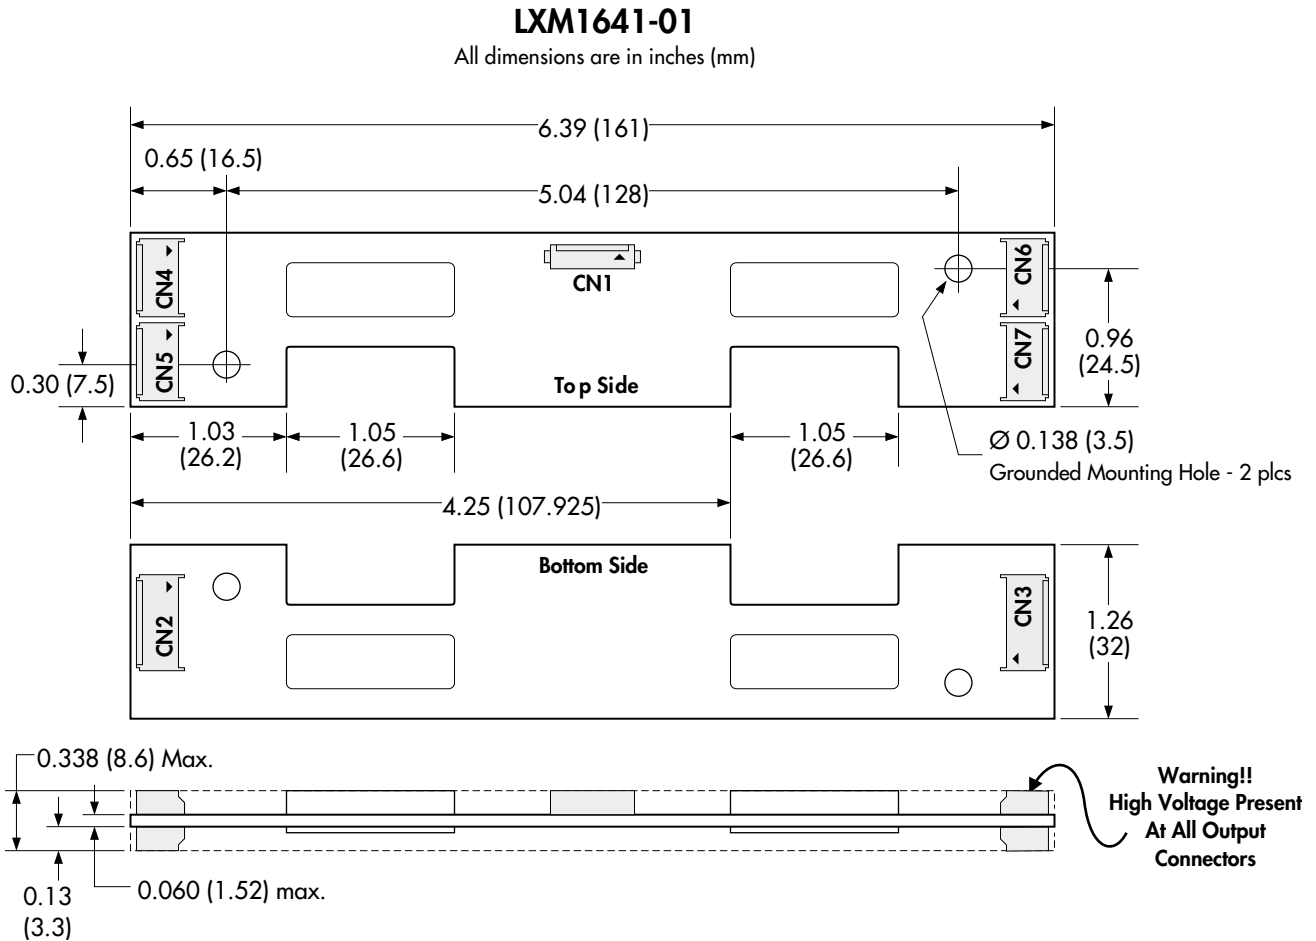 LXM1641-01
All dimensions are in inches (mm)
6.39 (161)
0.65 (16.5)
5.04 (128)
CN4
CN1
CN6
CN5
CN7
0.96
(24.5)
0.30 (7.5)
Top Side
1.03
(26.2)
1.05
(26.6)
1.05
(26.6)
Ø 0.138 (3.5)
Grounded Mounting Hole - 2 plcs
4.25 (107.925)
Bottom Side
CN2
CN3
1.26
(32)
0.338 (8.6) Max.
Warning!!
High Voltage Present
At All Output
Connectors
0.13
(3.3)
0.060 (1.52) max.